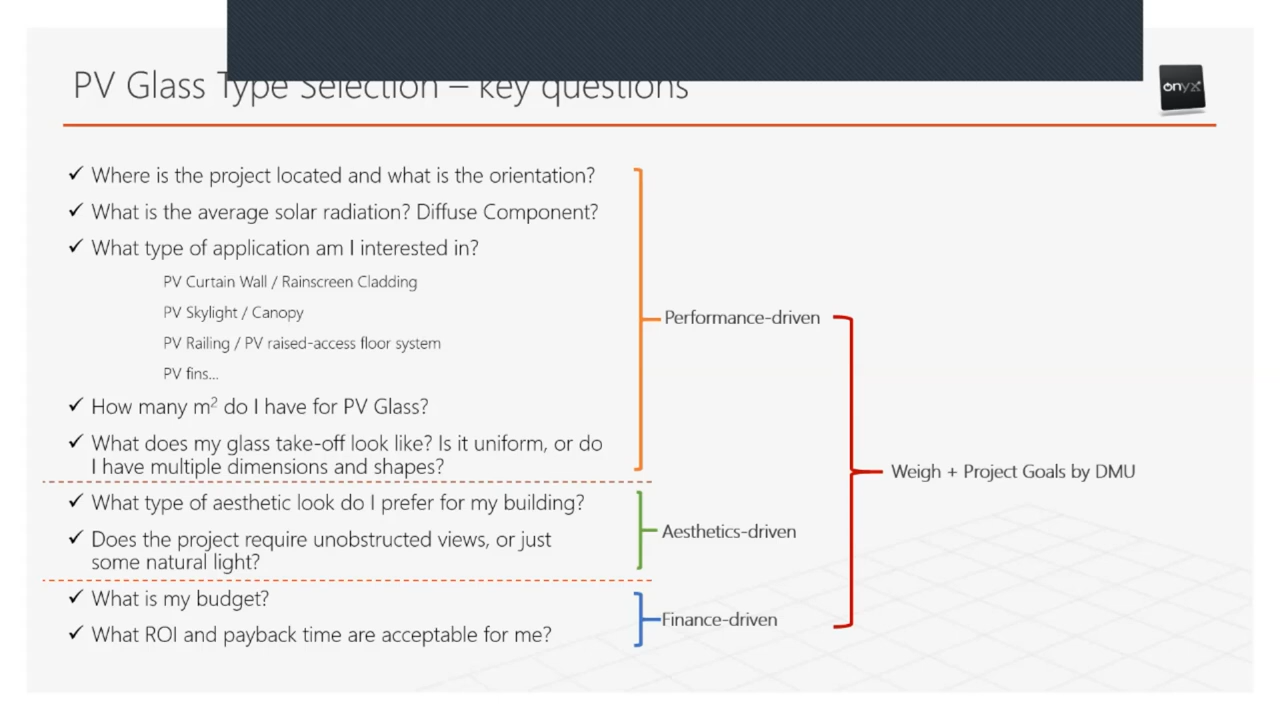 PV Glass Type Selection – key questions
onyx
✓ Where is the project located and what is the orientation?
✓ What is the average solar radiation? Diffuse Component?
✓ What type of application am I interested in?
PV Curtain Wall / Rainscreen Cladding
PV Skylight / Canopy
PV Railing / PV raised-access floor system
PV fins...
✓ How many m² do I have for PV Glass?
✓ What does my glass take-off look like? Is it uniform, or do
I have multiple dimensions and shapes?
Performance-driven
✓ What type of aesthetic look do I prefer for my building?
✓ Does the project require unobstructed views, or just
some natural light?
Aesthetics-driven
✓ What is my budget?
✓ What ROI and payback time are acceptable for me?
Finance-driven
Weigh + Project Goals by DMU